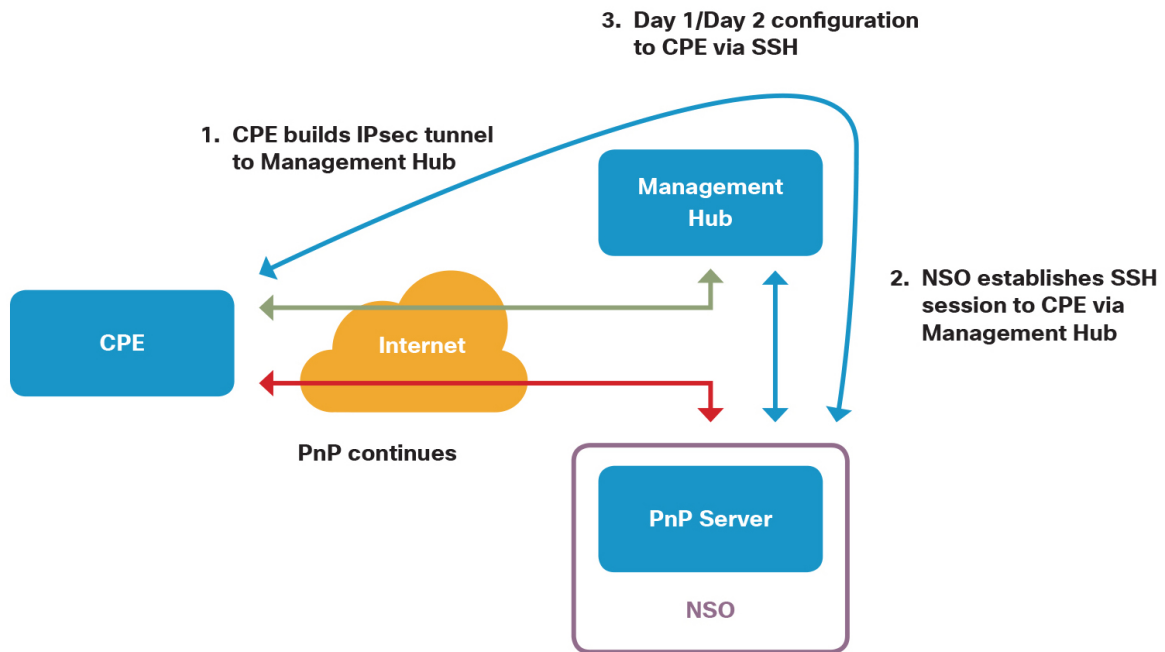 3. Day 1/Day 2 configuration
to CPE via SSH
1. CPE builds IPsec tunnel
to Management Hub
Management
Hub
2. NSO establishes SSH
session to CPE via
Management Hub
CPE
Internet
PnP continues
PnP Server
NSO